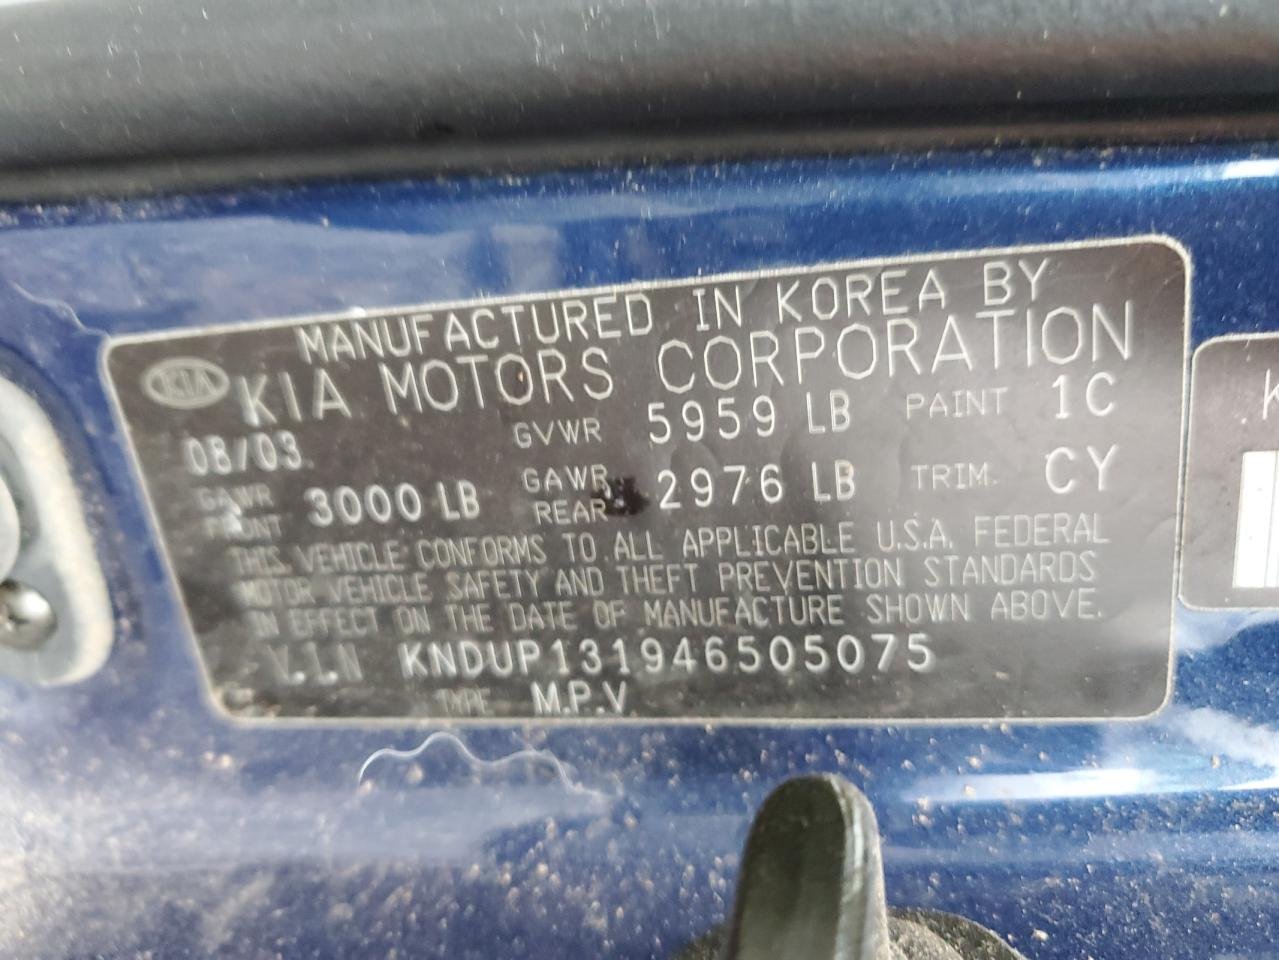 MANUFACTURED IN KOREA BY
KIA KIA MOTORS CORPORATION
08/03 GVWR 5959 LB PAINT 1C
GAWR FRONT 3000 LB GAWR REAR 2976 LB TRIM. CY
THIS VEHICLE CONFORMS TO ALL APPLICABLE U.S.A. FEDERAL
MOTOR VEHICLE SAFETY AND THEFT PREVENTION STANDARDS
IN EFFECT ON THE DATE OF MANUFACTURE SHOWN ABOVE.
V.I.N KNDUP131946505075
TYPE M.P.V
K